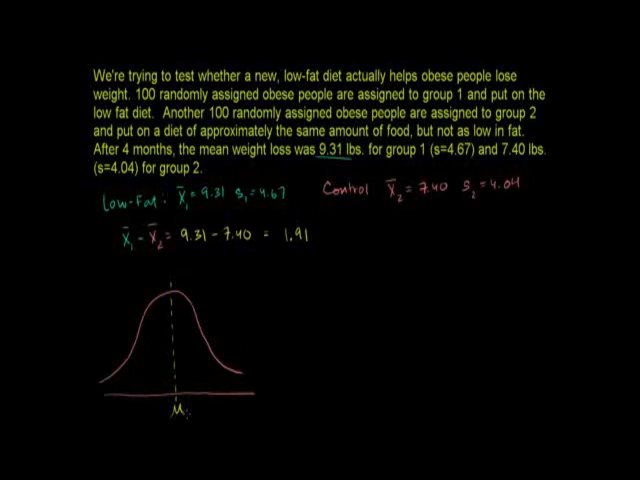 We're trying to test whether a new, low-fat diet actually helps obese people lose
weight. 100 randomly assigned obese people are assigned to group 1 and put on the
low fat diet. Another 100 randomly assigned obese people are assigned to group 2
and put on a diet of approximately the same amount of food, but not as low in fat.
After 4 months, the mean weight loss was 9.31 lbs. for group 1 (s=4.67) and 7.40 lbs.
(s=4.04) for group 2.
Low-Fat: x̄₁ = 9.31 s₁ = 4.67 Control x̄₂ = 7.40 s₂ = 4.04
x̄₁ - x̄₂ = 9.31 - 7.40 = 1.91
μ